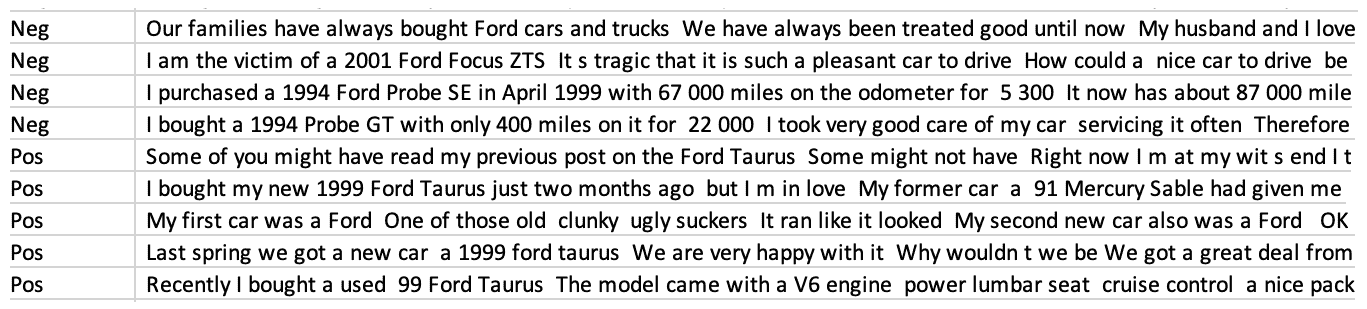 Neg Our families have always bought Ford cars and trucks  We have always been treated good until now  My husband and I love
Neg I am the victim of a 2001 Ford Focus ZTS  It s tragic that it is such a pleasant car to drive  How could a  nice car to drive  be
Neg I purchased a 1994 Ford Probe SE in April 1999 with 67 000 miles on the odometer for  5 300  It now has about 87 000 mile
Neg I bought a 1994 Probe GT with only 400 miles on it for  22 000  I took very good care of my car  servicing it often  Therefore
Pos Some of you might have read my previous post on the Ford Taurus  Some might not have  Right now I m at my wit s end I t
Pos I bought my new 1999 Ford Taurus just two months ago  but I m in love  My former car  a  91 Mercury Sable had given me
Pos My first car was a Ford  One of those old  clunky  ugly suckers  It ran like it looked  My second new car also was a Ford   OK
Pos Last spring we got a new car  a 1999 ford taurus  We are very happy with it  Why wouldn t we be We got a great deal from
Pos Recently I bought a used  99 Ford Taurus  The model came with a V6 engine  power lumbar seat  cruise control  a nice pack